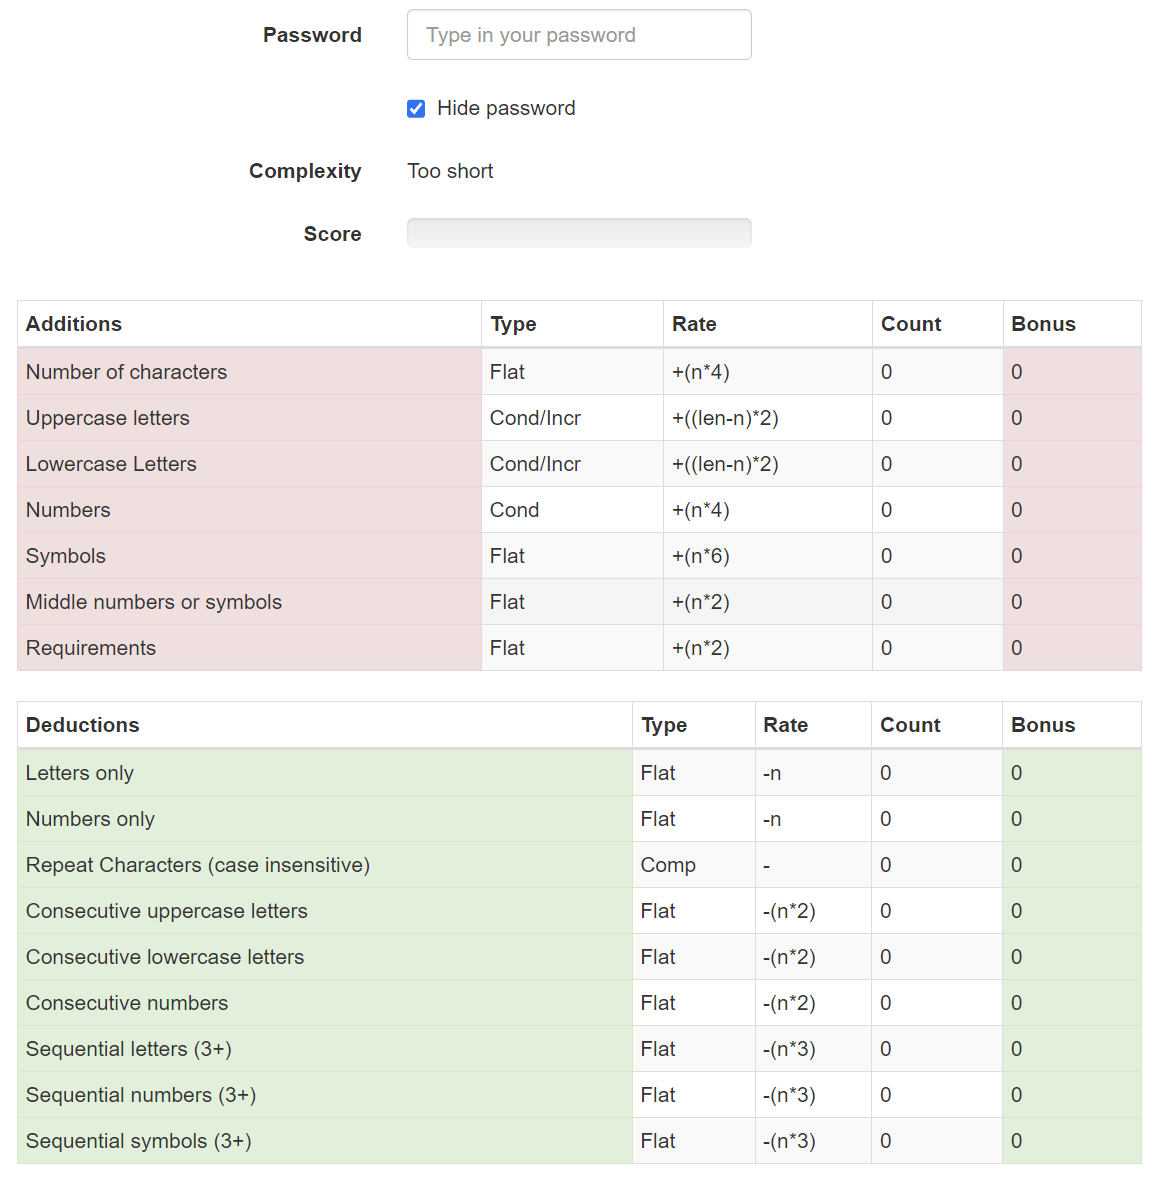 Password Type in your password
Hide password
Complexity Too short
Score
Additions Type Rate Count Bonus
Number of characters Flat +(n*4) 0 0
Uppercase letters Cond/Incr +((len-n)*2) 0 0
Lowercase Letters Cond/Incr +((len-n)*2) 0 0
Numbers Cond +(n*4) 0 0
Symbols Flat +(n*6) 0 0
Middle numbers or symbols Flat +(n*2) 0 0
Requirements Flat +(n*2) 0 0
Deductions Type Rate Count Bonus
Letters only Flat -n 0 0
Numbers only Flat -n 0 0
Repeat Characters (case insensitive) Comp - 0 0
Consecutive uppercase letters Flat -(n*2) 0 0
Consecutive lowercase letters Flat -(n*2) 0 0
Consecutive numbers Flat -(n*2) 0 0
Sequential letters (3+) Flat -(n*3) 0 0
Sequential numbers (3+) Flat -(n*3) 0 0
Sequential symbols (3+) Flat -(n*3) 0 0